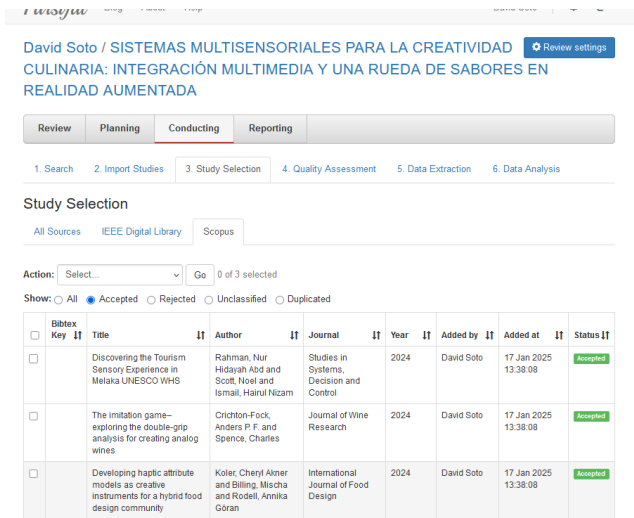 David Soto / SISTEMAS MULTISENSORIALES PARA LA CREATIVIDAD
CULINARIA: INTEGRACIÓN MULTIMEDIA Y UNA RUEDA DE SABORES EN
REALIDAD AUMENTADA
Review settings
Review Planning Conducting Reporting
1. Search 2. Import Studies 3. Study Selection 4. Quality Assessment 5. Data Extraction 6. Data Analysis
Study Selection
All Sources IEEE Digital Library Scopus
Action: Select... Go 0 of 3 selected
Show: All Accepted Rejected Unclassified Duplicated
Bibtex
Key Title Author Journal Year Added by Added at Status
Discovering the Tourism Rahman, Nur Studies in 2024 David Soto 17 Jan 2025 Accepted
Sensory Experience in Hidayah Abd and Systems, 13:38:08
Melaka UNESCO WHS Scott, Noel and Decision and
Ismail, Hairul Nizam Control
The imitation game– Crichton-Fock, Journal of Wine 2024 David Soto 17 Jan 2025 Accepted
exploring the double-grip Anders P. F. and Research 13:38:08
analysis for creating analog Spence, Charles
wines
Developing haptic attribute Koler, Cheryl Akner International 2024 David Soto 17 Jan 2025 Accepted
models as creative and Billing, Mischa Journal of Food 13:38:08
instruments for a hybrid food and Rodell, Annika Design
design community Göran